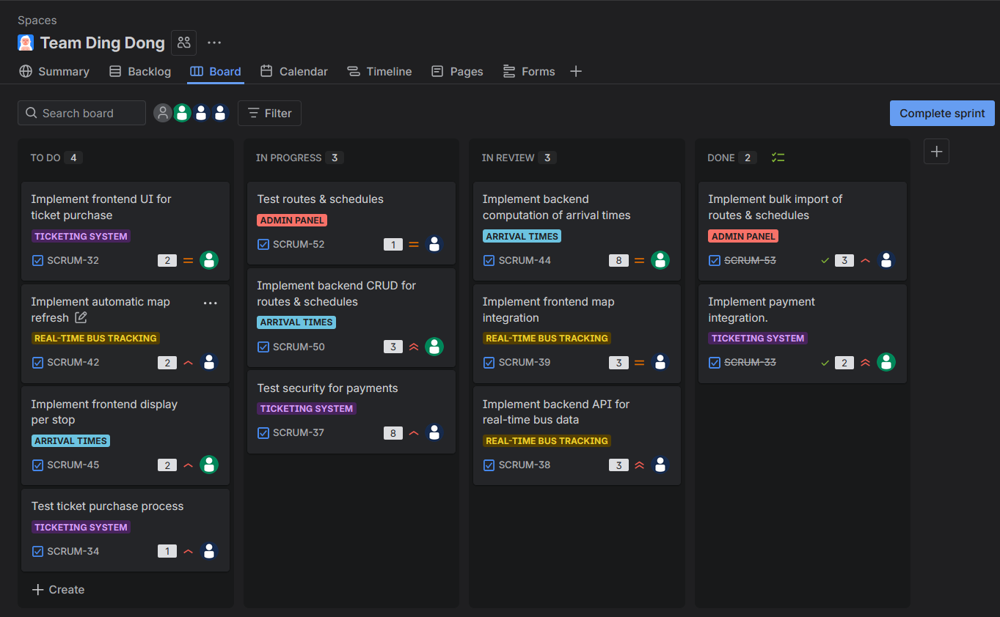 Spaces
Team Ding Dong
Summary Backlog Board Calendar Timeline Pages Forms
Search board Filter Complete sprint
TO DO 4
Implement frontend UI for
ticket purchase
TICKETING SYSTEM
SCRUM-32 2
Implement automatic map
refresh
REAL-TIME BUS TRACKING
SCRUM-42 2
Implement frontend display
per stop
ARRIVAL TIMES
SCRUM-45 2
Test ticket purchase process
TICKETING SYSTEM
SCRUM-34 1
Create
IN PROGRESS 3
Test routes & schedules
ADMIN PANEL
SCRUM-52 1
Implement backend CRUD for
routes & schedules
ARRIVAL TIMES
SCRUM-50 3
Test security for payments
TICKETING SYSTEM
SCRUM-37 8
IN REVIEW 3
Implement backend
computation of arrival times
ARRIVAL TIMES
SCRUM-44 8
Implement frontend map
integration
REAL-TIME BUS TRACKING
SCRUM-39 3
Implement backend API for
real-time bus data
REAL-TIME BUS TRACKING
SCRUM-38 3
DONE 2
Implement bulk import of
routes & schedules
ADMIN PANEL
SCRUM-53 3
Implement payment
integration.
TICKETING SYSTEM
SCRUM-33 2